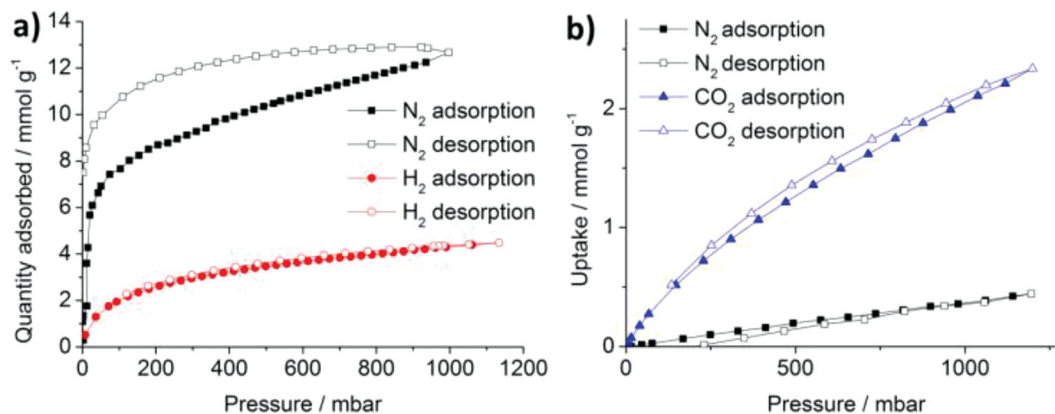 a)
Quantity adsorbed / mmol g⁻¹
14
12
10
8
6
4
2
0
N₂ adsorption
N₂ desorption
H₂ adsorption
H₂ desorption
0 200 400 600 800 1000 1200
Pressure / mbar
b)
Uptake / mmol g⁻¹
2
1
0
N₂ adsorption
N₂ desorption
CO₂ adsorption
CO₂ desorption
0 500 1000
Pressure / mbar